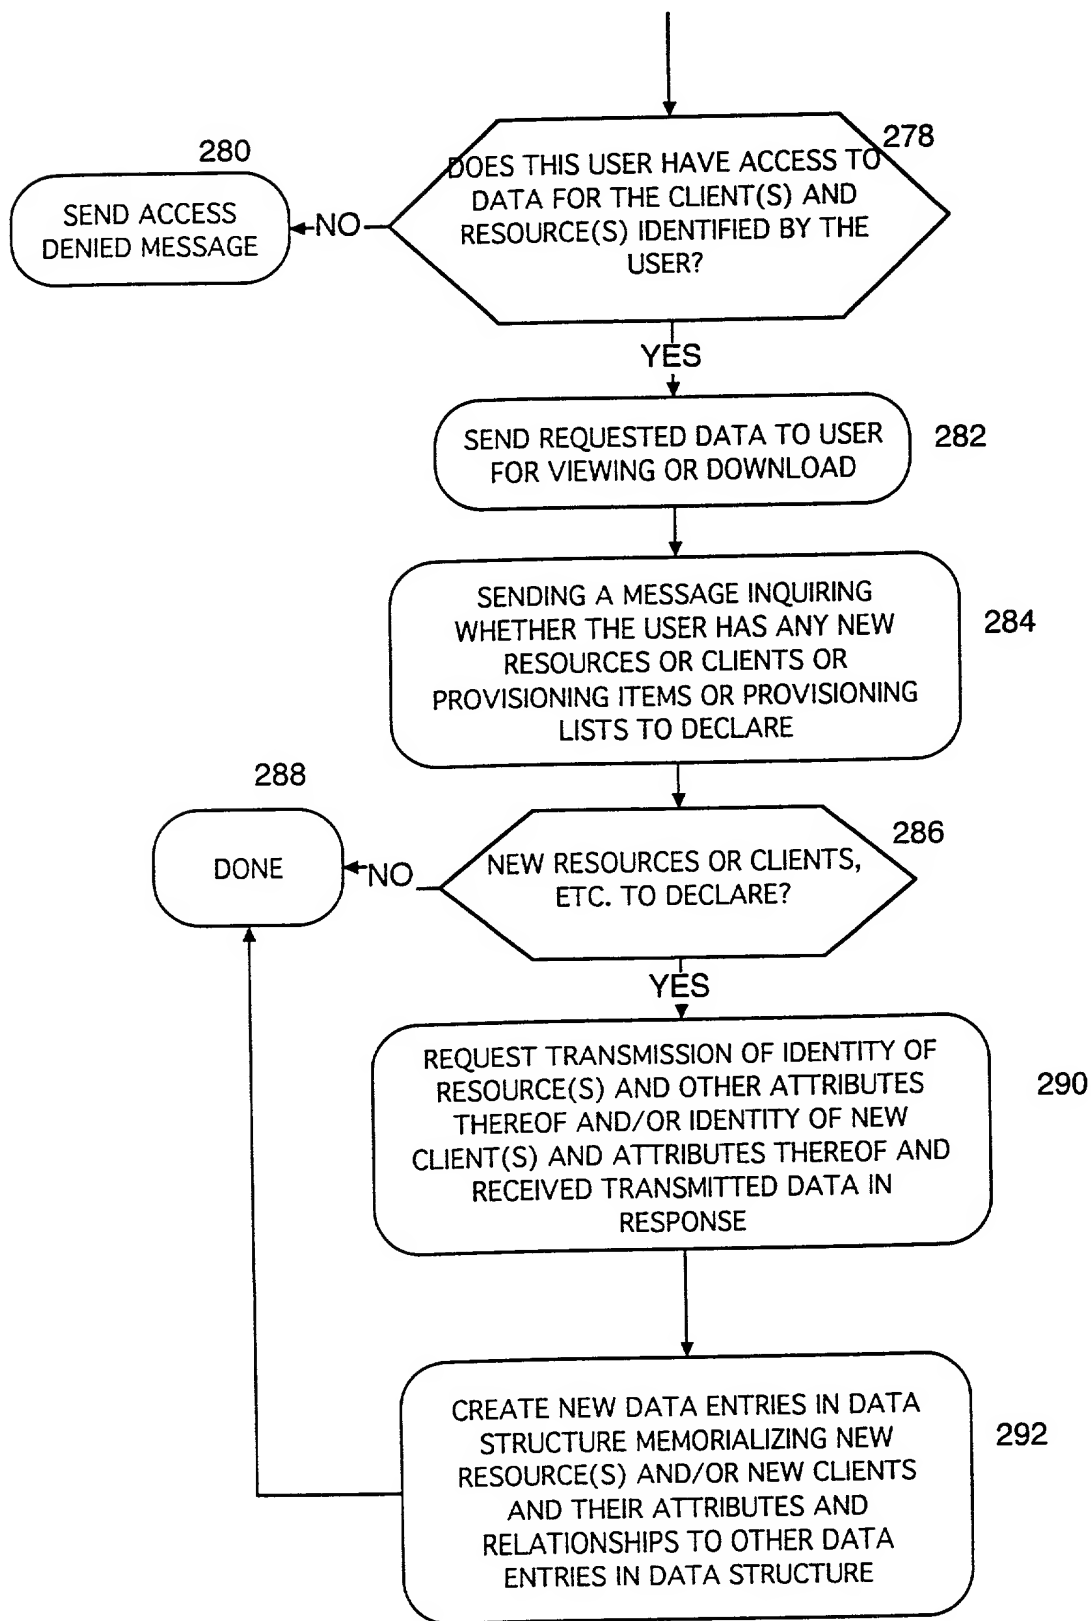 278
DOES THIS USER HAVE ACCESS TO
DATA FOR THE CLIENT(S) AND
RESOURCE(S) IDENTIFIED BY THE
USER?
280
SEND ACCESS
DENIED MESSAGE
NO
YES
SEND REQUESTED DATA TO USER
FOR VIEWING OR DOWNLOAD
282
SENDING A MESSAGE INQUIRING
WHETHER THE USER HAS ANY NEW
RESOURCES OR CLIENTS OR
PROVISIONING ITEMS OR PROVISIONING
LISTS TO DECLARE
284
288
DONE
NO
286
NEW RESOURCES OR CLIENTS,
ETC. TO DECLARE?
YES
REQUEST TRANSMISSION OF IDENTITY OF
RESOURCE(S) AND OTHER ATTRIBUTES
THEREOF AND/OR IDENTITY OF NEW
CLIENT(S) AND ATTRIBUTES THEREOF AND
RECEIVED TRANSMITTED DATA IN
RESPONSE
290
CREATE NEW DATA ENTRIES IN DATA
STRUCTURE MEMORIALIZING NEW
RESOURCE(S) AND/OR NEW CLIENTS
AND THEIR ATTRIBUTES AND
RELATIONSHIPS TO OTHER DATA
ENTRIES IN DATA STRUCTURE
292